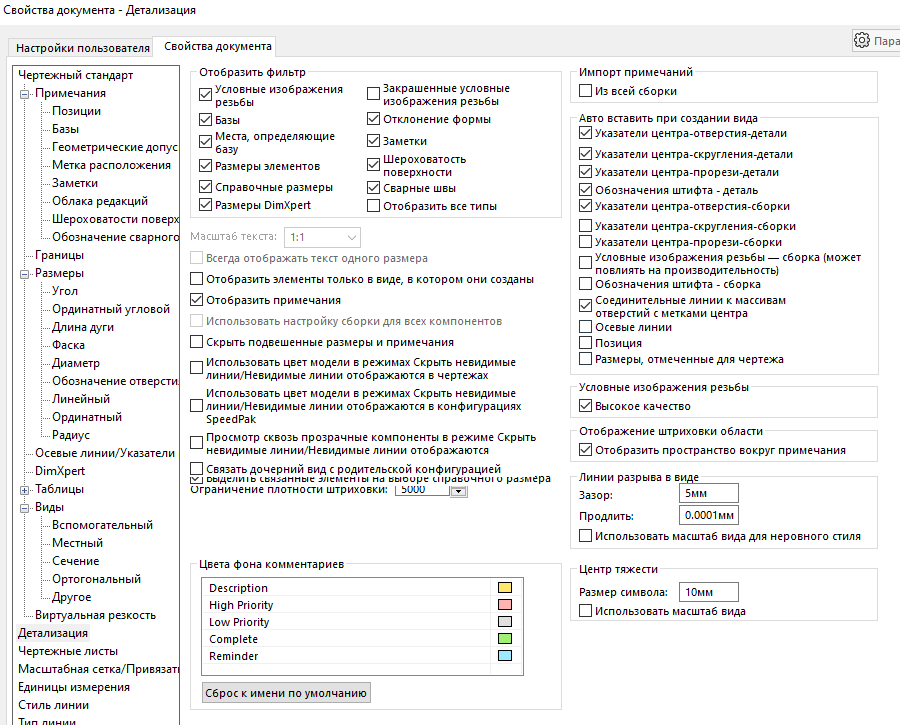 Свойства документа - Детализация
Настройки пользователя
Свойства документа
Пара
Чертежный стандарт
Примечания
Позиции
Базы
Геометрические допус
Метка расположения
Заметки
Облака редакций
Шероховатости поверх
Обозначение сварного
Границы
Размеры
Угол
Ординатный угловой
Длина дуги
Фаска
Диаметр
Обозначение отверсти
Линейный
Ординатный
Радиус
Осевые линии/Указатели
DimXpert
Таблицы
Виды
Вспомогательный
Местный
Сечение
Ортогональный
Другое
Виртуальная резкость
Детализация
Чертежные листы
Масштабная сетка/Привязат
Единицы измерения
Стиль линии
Тип линии
Отобразить фильтр
Условные изображения
резьбы
Базы
Места, определяющие
базу
Размеры элементов
Справочные размеры
Размеры DimXpert
Закрашенные условные
изображения резьбы
Отклонение формы
Заметки
Шероховатость
поверхности
Сварные швы
Отобразить все типы
Масштаб текста:
1:1
Всегда отображать текст одного размера
Отобразить элементы только в виде, в котором они созданы
Отобразить примечания
Использовать настройку сборки для всех компонентов
Скрыть подвешенные размеры и примечания
Использовать цвет модели в режимах Скрыть невидимые
линии/Невидимые линии отображаются в чертежах
Использовать цвет модели в режимах Скрыть невидимые
линии/Невидимые линии отображаются в конфигурациях
SpeedPak
Просмотр сквозь прозрачные компоненты в режиме Скрыть
невидимые линии/Невидимые линии отображаются
Связать дочерний вид с родительской конфигурацией
Выделить связанные элементы на выборе справочного размера
Ограничение плотности штриховки:
5000
Цвета фона комментариев
Description
High Priority
Low Priority
Complete
Reminder
Сброс к имени по умолчанию
Импорт примечаний
Из всей сборки
Авто вставить при создании вида
Указатели центра-отверстия-детали
Указатели центра-скругления-детали
Указатели центра-прорези-детали
Обозначения штифта - деталь
Указатели центра-отверстия-сборки
Указатели центра-скругления-сборки
Указатели центра-прорези-сборки
Условные изображения резьбы — сборка (может
повлиять на производительность)
Обозначения штифта - сборка
Соединительные линии к массивам
отверстий с метками центра
Осевые линии
Позиция
Размеры, отмеченные для чертежа
Условные изображения резьбы
Высокое качество
Отображение штриховки области
Отобразить пространство вокруг примечания
Линии разрыва в виде
Зазор:
5мм
Продлить:
0.0001мм
Использовать масштаб вида для неровного стиля
Центр тяжести
Размер символа:
10мм
Использовать масштаб вида